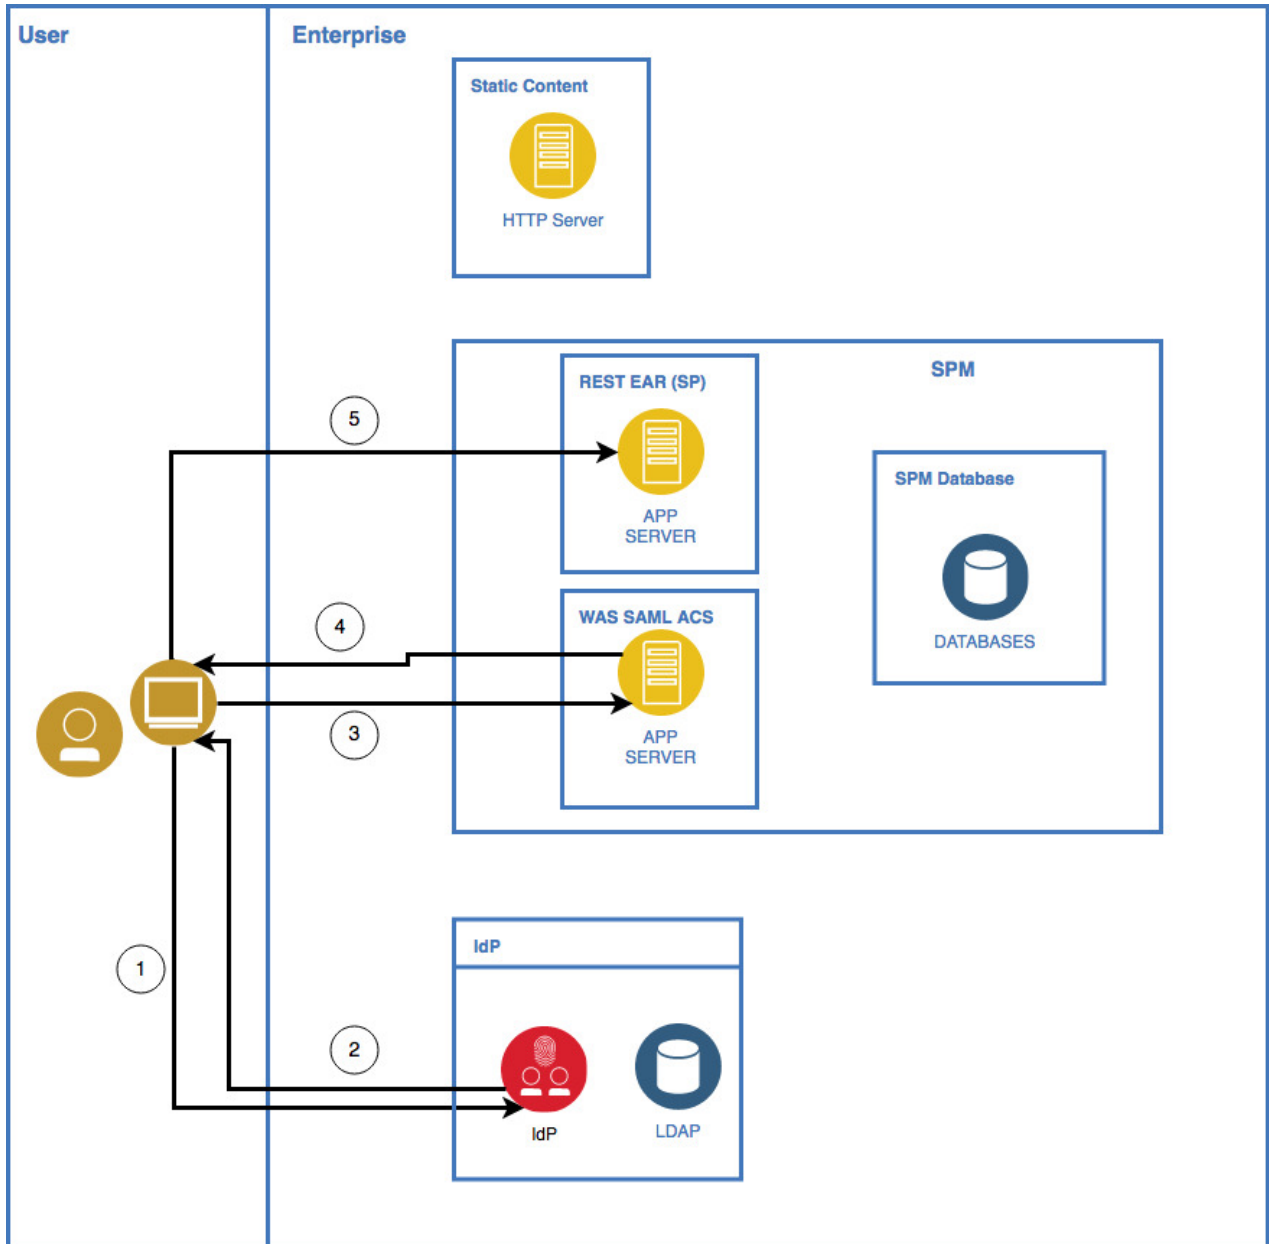 User
Enterprise
Static Content
HTTP Server
SPM
REST EAR (SP)
5
APP
SERVER
SPM Database
DATABASES
WAS SAML ACS
4
3
APP
SERVER
IdP
1
2
IdP
LDAP